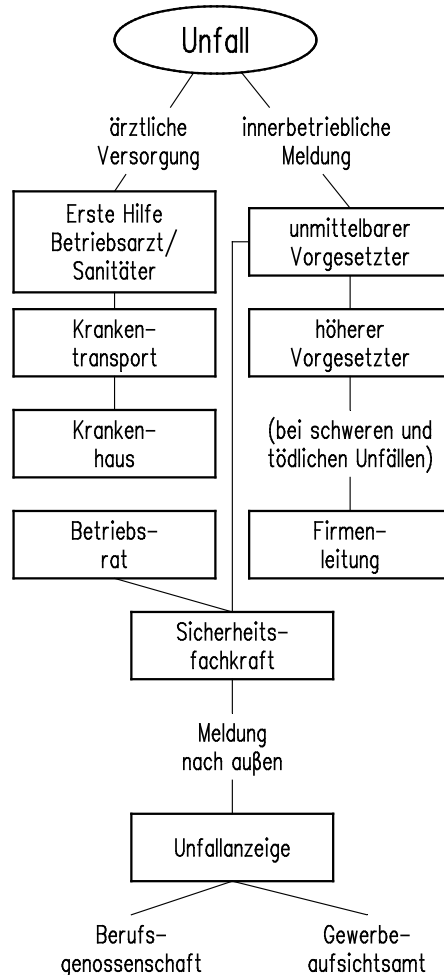 Unfall
ärztliche
Versorgung
innerbetriebliche
Meldung
Erste Hilfe
Betriebsarzt/
Sanitäter
unmittelbarer
Vorgesetzter
Kranken-
transport
höherer
Vorgesetzter
Kranken-
haus
(bei schweren und
tödlichen Unfällen)
Betriebs-
rat
Firmen-
leitung
Sicherheits-
fachkraft
Meldung
nach außen
Unfallanzeige
Berufs-
genossenschaft
Gewerbe-
aufsichtsamt